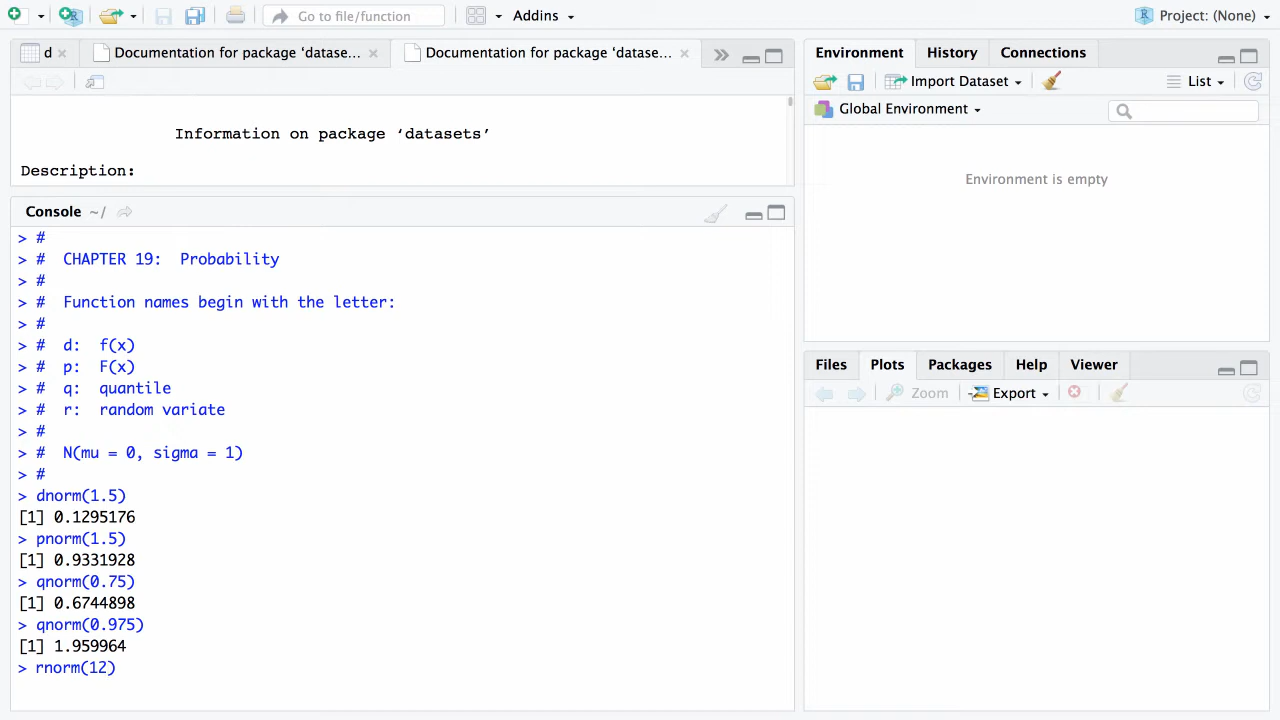 Go to file/function
Addins
Project: (None)
d
Documentation for package ‘datase...
Documentation for package ‘datase...
Information on package ‘datasets’
Description:
Console ~/
> #
> #  CHAPTER 19:  Probability
> #
> #  Function names begin with the letter:
> #
> #  d:  f(x)
> #  p:  F(x)
> #  q:  quantile
> #  r:  random variate
> #
> #  N(mu = 0, sigma = 1)
> #
> dnorm(1.5)
[1] 0.1295176
> pnorm(1.5)
[1] 0.9331928
> qnorm(0.75)
[1] 0.6744898
> qnorm(0.975)
[1] 1.959964
> rnorm(12)
Environment History Connections
Import Dataset List
Global Environment
Environment is empty
Files Plots Packages Help Viewer
Zoom Export